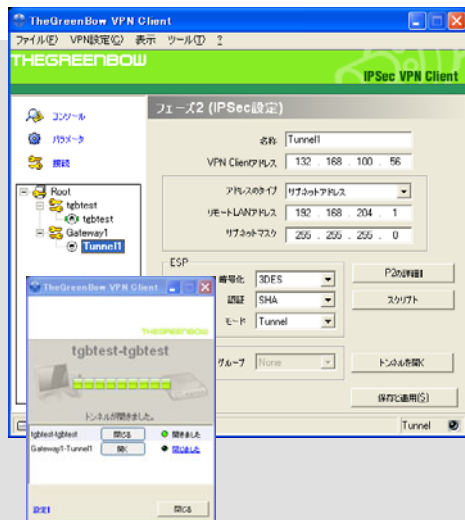 TheGreenBow VPN Client
ファイル(F) VPN設定(C) 表示 ツール(T) ?
THEGREENBOW
IPSec VPN Client
コンソール
パラメータ
接続
Root
tgbtest
tgbtest
Gateway1
Tunnel1
フェーズ2 (IPSec設定)
名称 Tunnel1
VPN Clientアドレス 132 . 168 . 100 . 56
アドレスのタイプ サブネットアドレス
リモートLANアドレス 192 . 168 . 204 . 1
サブネットマスク 255 . 255 . 255 . 0
ESP
暗号化 3DES
認証 SHA
モード Tunnel
グループ None
P2の詳細
スクリプト
トンネルを開く
保存と適用(S)
Tunnel
TheGreenBow VPN Client
THEGREENBOW
tgbtest-tgbtest
トンネルが開きました。
tgbtest-tgbtest 閉じる 開きました
Gateway1-Tunnel1 開く 閉じました
設定1
閉じる